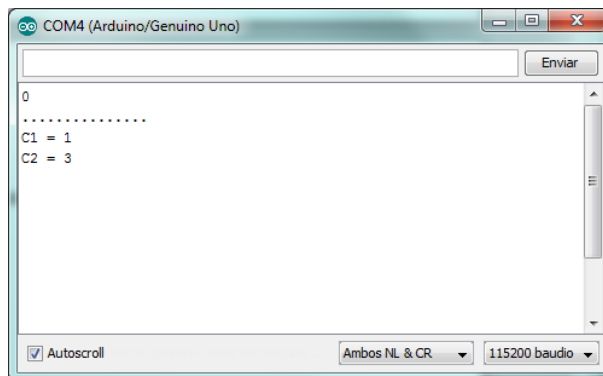 COM4 (Arduino/Genuino Uno)
Enviar
0
...............
C1 = 1
C2 = 3
Autoscroll
Ambos NL & CR
115200 baudio